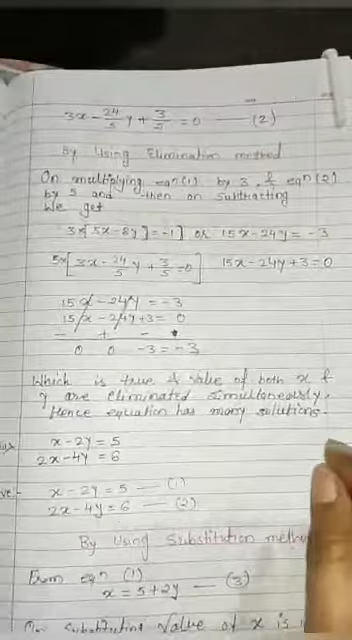 3x - 24/5 y + 3/5 = 0 — (2)
By Using Elimination method
On multiplying eqn (1) by 3 & eqn (2)
by 5 and then on subtracting
we get
3x[5x-8y]=-1] or 15x-24y = -3
5x[3x - 24/5 y + 3/5 = 0] 15x-24y+3=0
15x - 24y = -3
15x - 24y + 3 = 0
- + -
0 0 -3 = -3
Which is true & value of both x &
y are eliminated simultoneously.
Hence equation has many solutions.
x-2y = 5
2x-4y = 6
x-2y = 5 — (1)
2x-4y = 6 — (2)
By Using Substitution
From eqn (1)
x = 5+2y — (3)
On substituting value of x